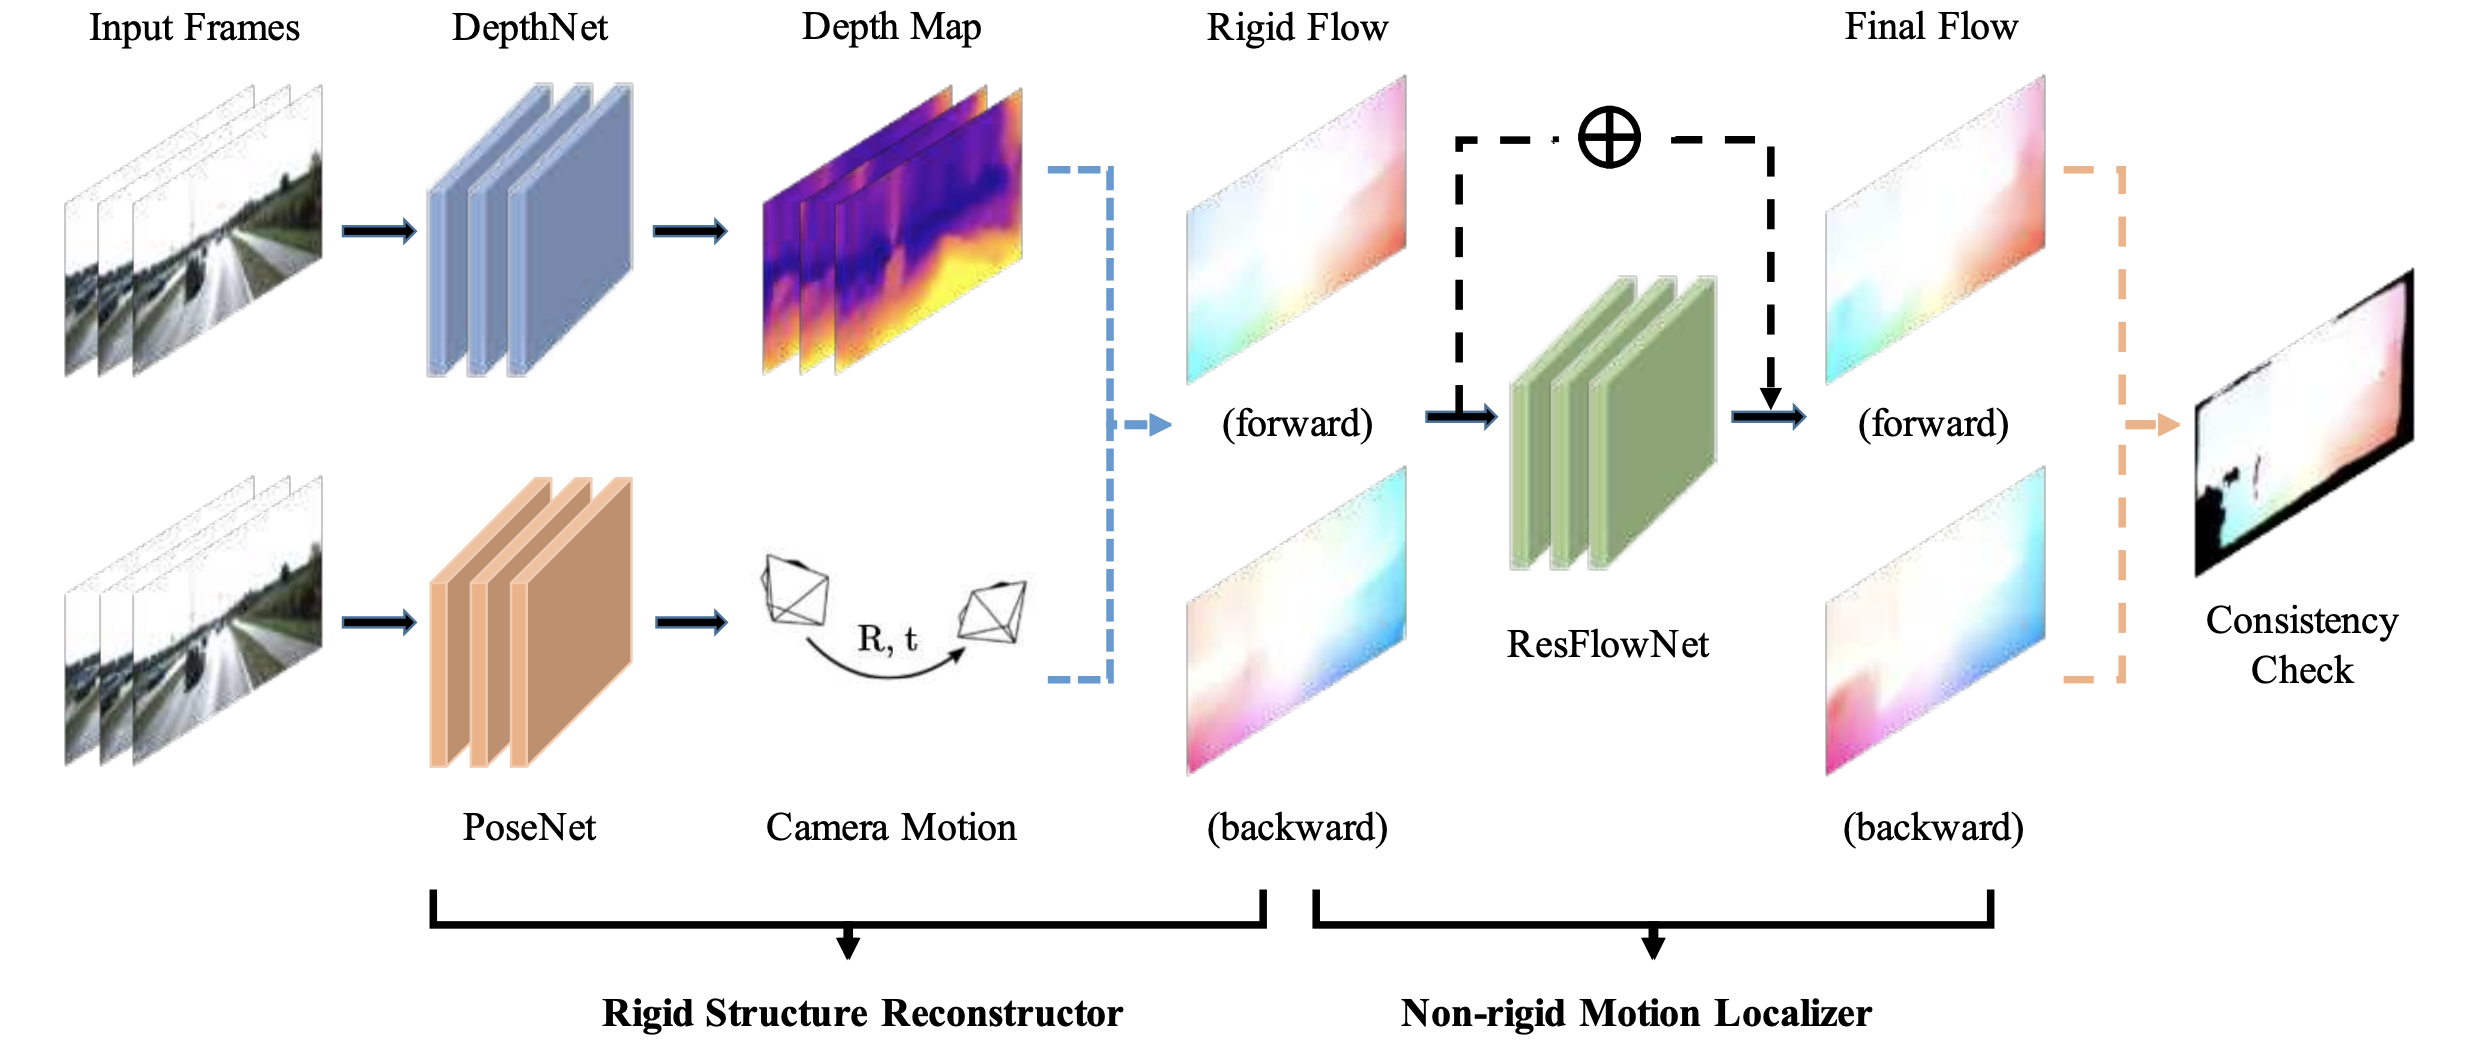 Input Frames
DepthNet
Depth Map
Rigid Flow
Final Flow
(forward)
(forward)
R, t
ResFlowNet
Consistency
Check
PoseNet
Camera Motion
(backward)
(backward)
Rigid Structure Reconstructor
Non-rigid Motion Localizer